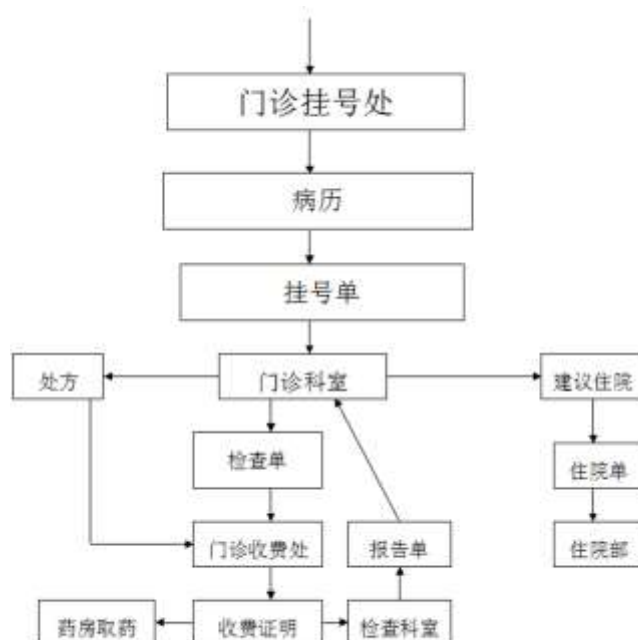 门诊挂号处
病历
挂号单
处方
门诊科室
建议住院
检查单
住院单
门诊收费处
报告单
住院部
药房取药
收费证明
检查科室